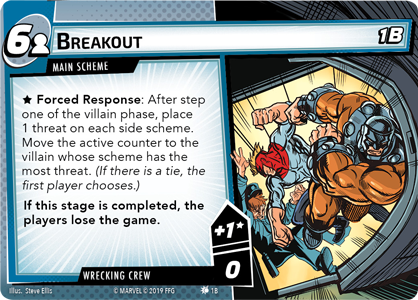 6
BREAKOUT
1B
MAIN SCHEME
★ Forced Response: After step
one of the villain phase, place
1 threat on each side scheme.
Move the active counter to the
villain whose scheme has the
most threat. (If there is a tie, the
first player chooses.)
If this stage is completed, the
players lose the game.
+1★
0
WRECKING CREW
Illus. Steve Ellis
© MARVEL © 2019 FFG
1B